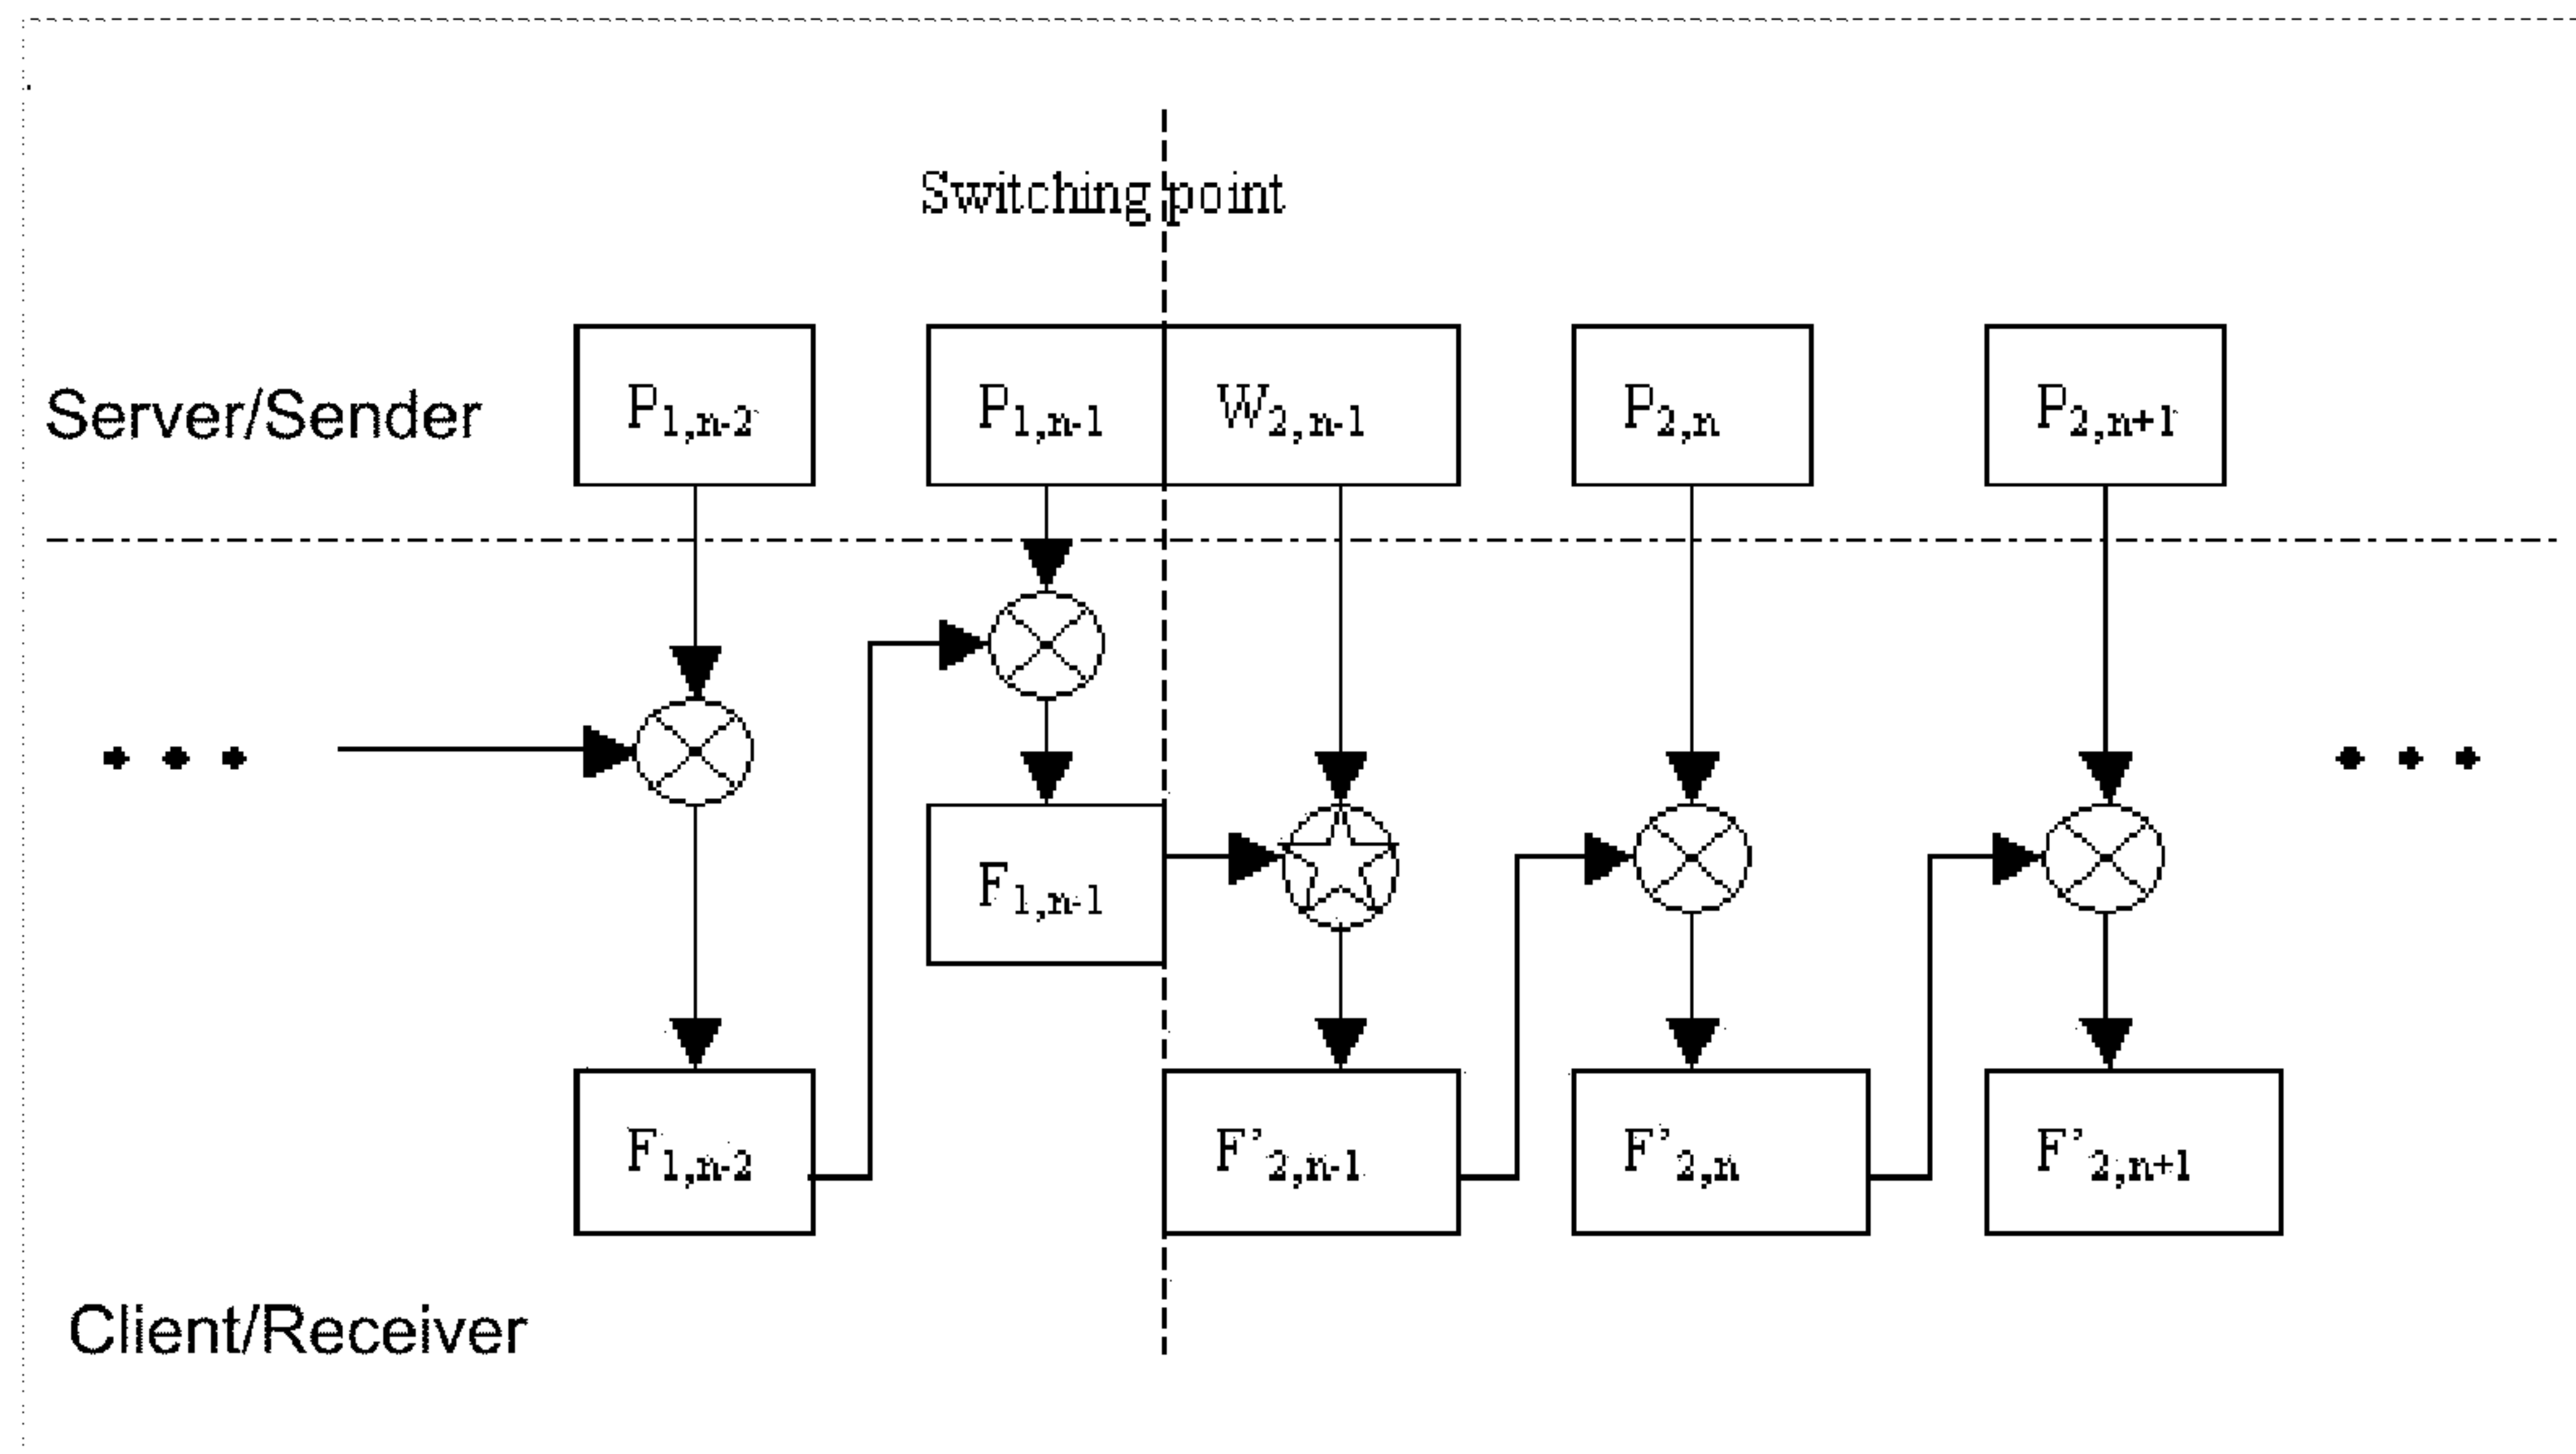 Switching point
Server/Sender
P1,n-2
P1,n-1
W2,n-1
P2,n
P2,n+1
F1,n-1
F1,n-2
F’2,n-1
F’2,n
F’2,n+1
Client/Receiver